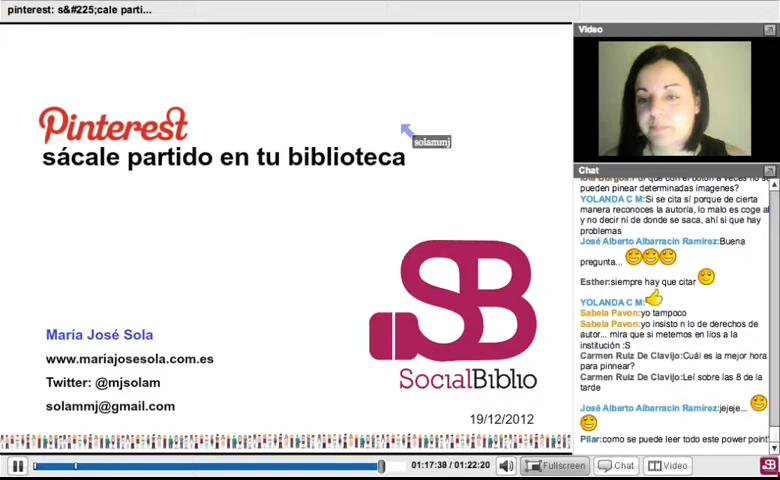 pinterest: s&#225;cale parti...
Pinterest
sácale partido en tu biblioteca
solammj
SB
SocialBiblio
María José Sola
www.mariajosesola.com.es
Twitter: @mjsolam
solammj@gmail.com
19/12/2012
Video
Chat
pueden pinear determinadas imagenes?
YOLANDA C M:Si se cita sí porque de cierta
manera reconoces la autoría, lo malo es coge al
y no decir ni de donde se saca, ahí si que hay
problemas
José Alberto Albarracin Ramírez:Buena
pregunta...
Esther:siempre hay que citar
YOLANDA C M:
Sabela Pavon:yo tampoco
Sabela Pavon:yo insisto n lo de derechos de
autor... mira que si metemos en líos a la
institución :S
Carmen Ruiz De Clavijo:Cuál es la mejor hora
para pinnear?
Carmen Ruiz De Clavijo:Leí sobre las 8 de la
tarde
José Alberto Albarracin Ramírez:jejeje...
Pilar:como se puede leer todo este power point
1:17:38 / 01:22:20
Fullscreen
Chat
Video
SB